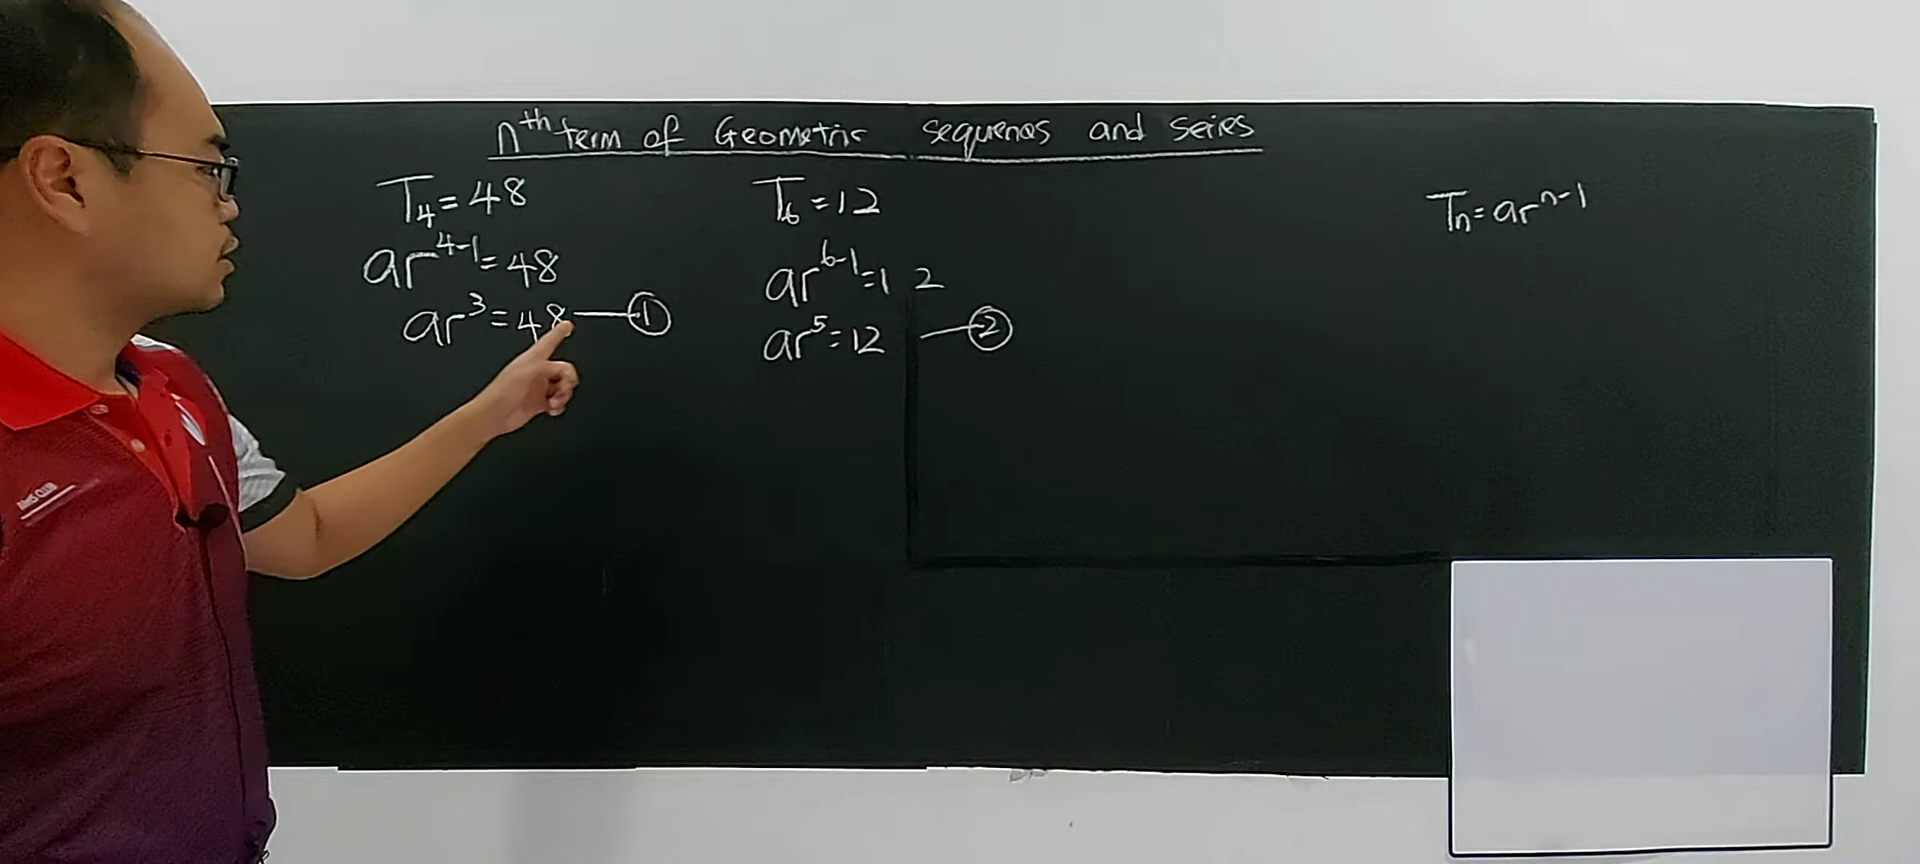 nth term of Geometric sequences and series
T4=48
ar^4-1=48
ar^3=48 — ①
T6=12
ar^6-1=12
ar^5=12 — ②
Tn=ar^n-1